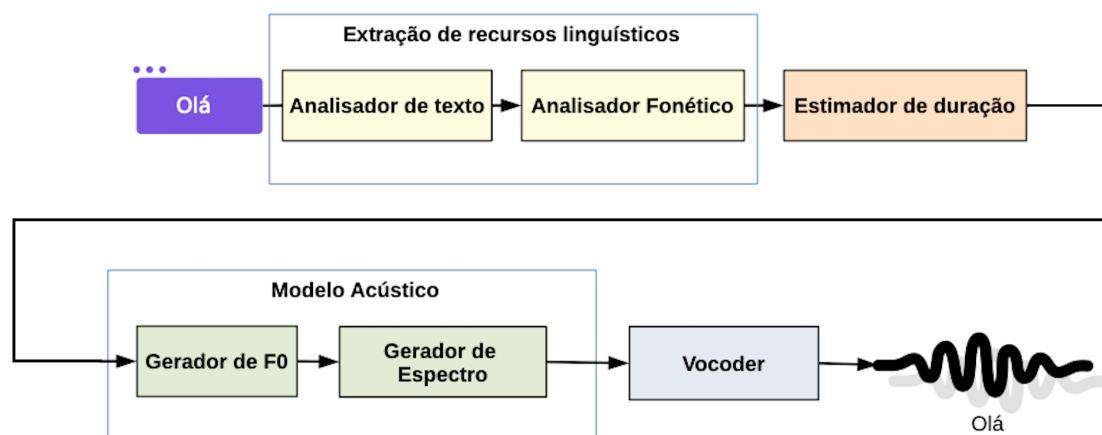 Extração de recursos linguísticos
Olá
Analisador de texto
Analisador Fonético
Estimador de duração
Modelo Acústico
Gerador de F0
Gerador de
Espectro
Vocoder
Olá